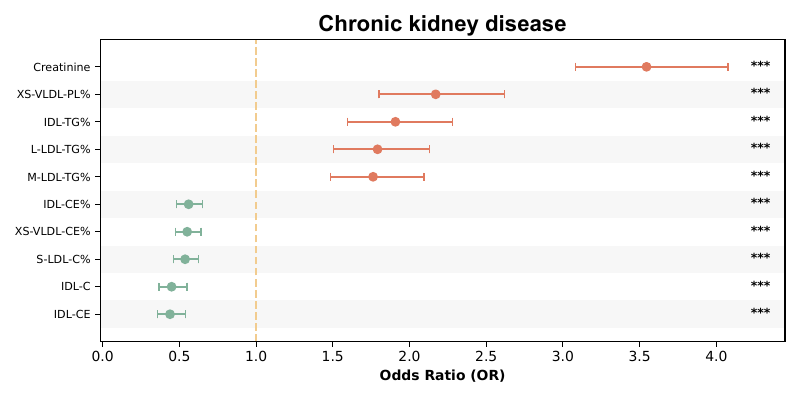 Chronic kidney disease
Creatinine ***
XS-VLDL-PL% ***
IDL-TG% ***
L-LDL-TG% ***
M-LDL-TG% ***
IDL-CE% ***
XS-VLDL-CE% ***
S-LDL-C% ***
IDL-C ***
IDL-CE ***
0.0 0.5 1.0 1.5 2.0 2.5 3.0 3.5 4.0
Odds Ratio (OR)